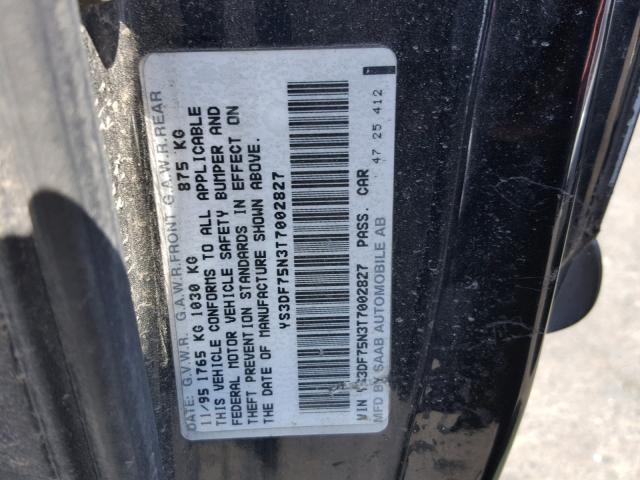 DATE: G.V.W.R. G.A.W.R.FRONT G.A.W.R.REAR
11/95 1765 KG 1030 KG 875 KG
THIS VEHICLE CONFORMS TO ALL APPLICABLE
FEDERAL MOTOR VEHICLE SAFETY BUMPER AND
THEFT PREVENTION STANDARDS IN EFFECT ON
THE DATE OF MANUFACTURE SHOWN ABOVE.
YS3DF75N3T7002827
VIN YS3DF75N3T7002827 PASS. CAR 47 25 412
MFD BY SAAB AUTOMOBILE AB